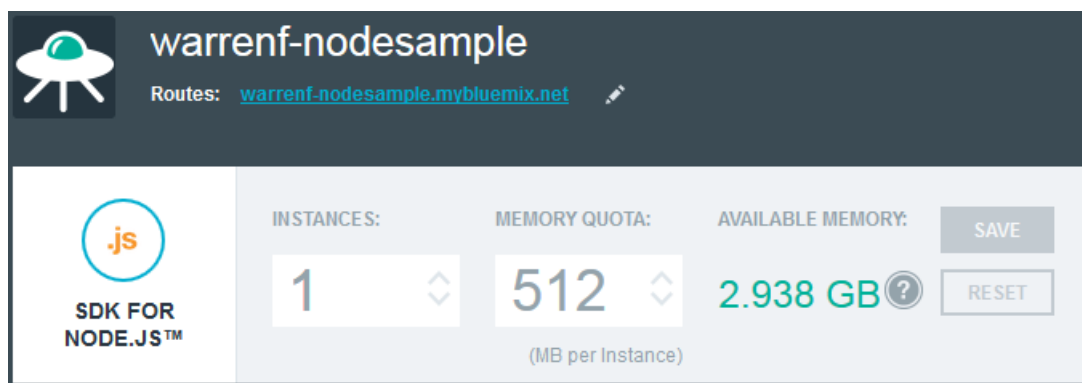 warrenf-nodesample
Routes: warrenf-nodesample.mybluemix.net
.js
SDK FOR
NODE.JS™
INSTANCES:
1
MEMORY QUOTA:
512
(MB per Instance)
AVAILABLE MEMORY:
2.938 GB ?
SAVE
RESET